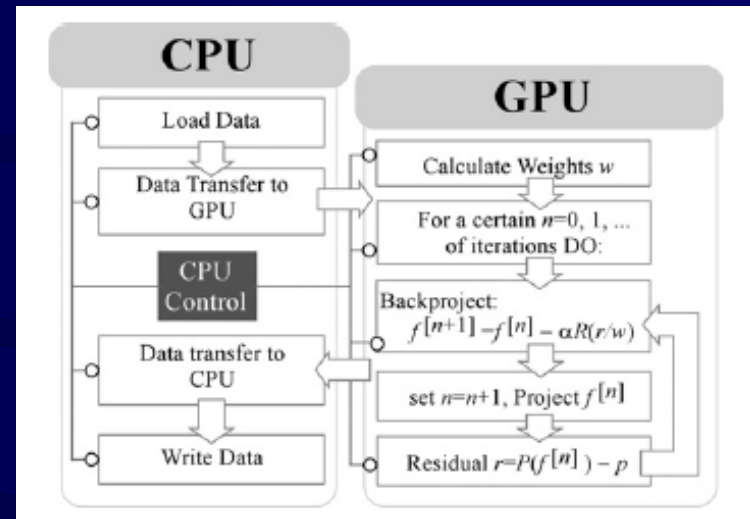 CPU
Load Data
Data Transfer to
GPU
CPU
Control
Data transfer to
CPU
Write Data
GPU
Calculate Weights w
For a certain n=0, 1, ...
of iterations DO:
Backproject:
f[n+1]–f[n] – αR(r/w)
set n=n+1, Project f[n]
Residual r=P(f[n]) – p